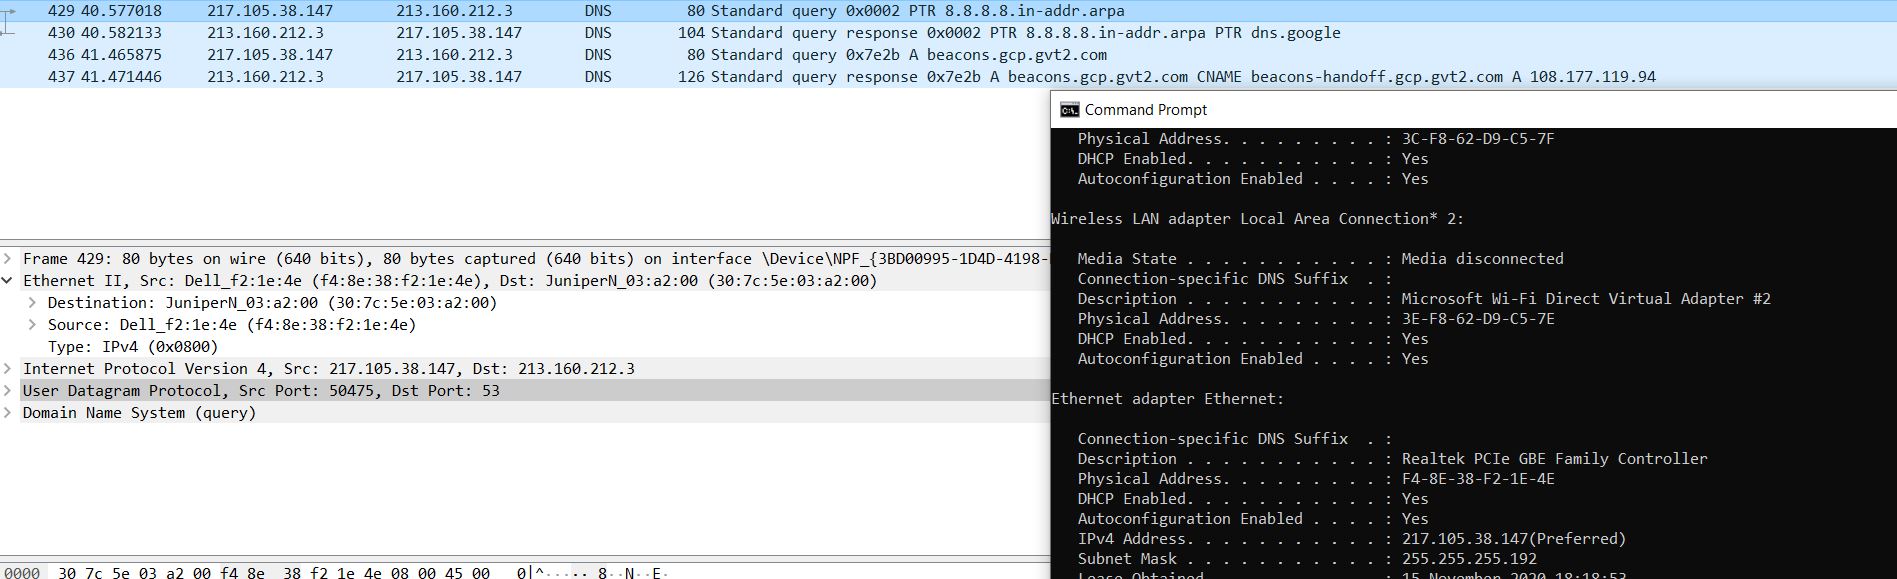 429 40.577018 217.105.38.147 213.160.212.3 DNS 80 Standard query 0x0002 PTR 8.8.8.8.in-addr.arpa
430 40.582133 213.160.212.3 217.105.38.147 DNS 104 Standard query response 0x0002 PTR 8.8.8.8.in-addr.arpa PTR dns.google
436 41.465875 217.105.38.147 213.160.212.3 DNS 80 Standard query 0x7e2b A beacons.gcp.gvt2.com
437 41.471446 213.160.212.3 217.105.38.147 DNS 126 Standard query response 0x7e2b A beacons.gcp.gvt2.com CNAME beacons-handoff.gcp.gvt2.com A 108.177.119.94
Frame 429: 80 bytes on wire (640 bits), 80 bytes captured (640 bits) on interface \Device\NPF_{3BD00995-1D4D-4198-
Ethernet II, Src: Dell_f2:1e:4e (f4:8e:38:f2:1e:4e), Dst: JuniperN_03:a2:00 (30:7c:5e:03:a2:00)
Destination: JuniperN_03:a2:00 (30:7c:5e:03:a2:00)
Source: Dell_f2:1e:4e (f4:8e:38:f2:1e:4e)
Type: IPv4 (0x0800)
Internet Protocol Version 4, Src: 217.105.38.147, Dst: 213.160.212.3
User Datagram Protocol, Src Port: 50475, Dst Port: 53
Domain Name System (query)
0000 30 7c 5e 03 a2 00 f4 8e 38 f2 1e 4e 08 00 45 00 0|^····· 8··N··E·
Command Prompt
Physical Address. . . . . . . . . : 3C-F8-62-D9-C5-7F
DHCP Enabled. . . . . . . . . . . : Yes
Autoconfiguration Enabled . . . . : Yes
Wireless LAN adapter Local Area Connection* 2:
Media State . . . . . . . . . . . : Media disconnected
Connection-specific DNS Suffix . :
Description . . . . . . . . . . . : Microsoft Wi-Fi Direct Virtual Adapter #2
Physical Address. . . . . . . . . : 3E-F8-62-D9-C5-7E
DHCP Enabled. . . . . . . . . . . : Yes
Autoconfiguration Enabled . . . . : Yes
Ethernet adapter Ethernet:
Connection-specific DNS Suffix . :
Description . . . . . . . . . . . : Realtek PCIe GBE Family Controller
Physical Address. . . . . . . . . : F4-8E-38-F2-1E-4E
DHCP Enabled. . . . . . . . . . . : Yes
Autoconfiguration Enabled . . . . : Yes
IPv4 Address. . . . . . . . . . . : 217.105.38.147(Preferred)
Subnet Mask . . . . . . . . . . . : 255.255.255.192
Lease Obtained. . . . . . . . . . : 15 November 2020 18:18:53